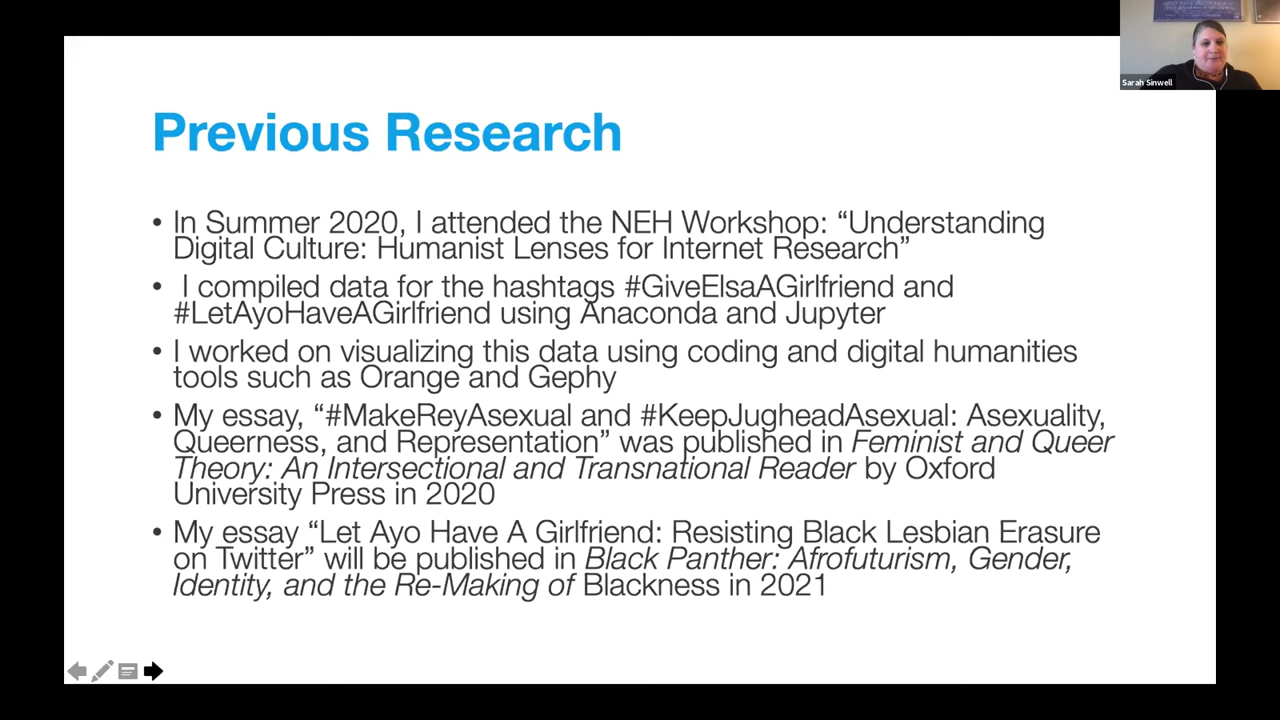 Sarah Sinwell
Previous Research
• In Summer 2020, I attended the NEH Workshop: “Understanding
Digital Culture: Humanist Lenses for Internet Research”
• I compiled data for the hashtags #GiveElsaAGirlfriend and
#LetAyoHaveAGirlfriend using Anaconda and Jupyter
• I worked on visualizing this data using coding and digital humanities
tools such as Orange and Gephy
• My essay, “#MakeReyAsexual and #KeepJugheadAsexual: Asexuality,
Queerness, and Representation” was published in Feminist and Queer
Theory: An Intersectional and Transnational Reader by Oxford
University Press in 2020
• My essay “Let Ayo Have A Girlfriend: Resisting Black Lesbian Erasure
on Twitter” will be published in Black Panther: Afrofuturism, Gender,
Identity, and the Re-Making of Blackness in 2021